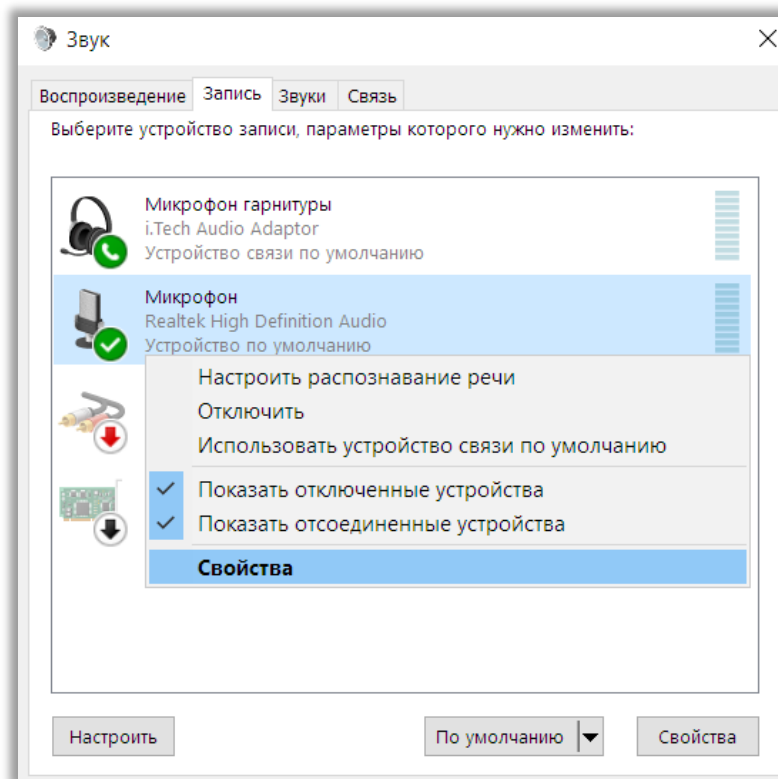 Звук
Воспроизведение Запись Звуки Связь
Выберите устройство записи, параметры которого нужно изменить:
Микрофон гарнитуры
i.Tech Audio Adaptor
Устройство связи по умолчанию
Микрофон
Realtek High Definition Audio
Устройство по умолчанию
Настроить распознавание речи
Отключить
Использовать устройство связи по умолчанию
Показать отключенные устройства
Показать отсоединенные устройства
Свойства
Настроить По умолчанию Свойства